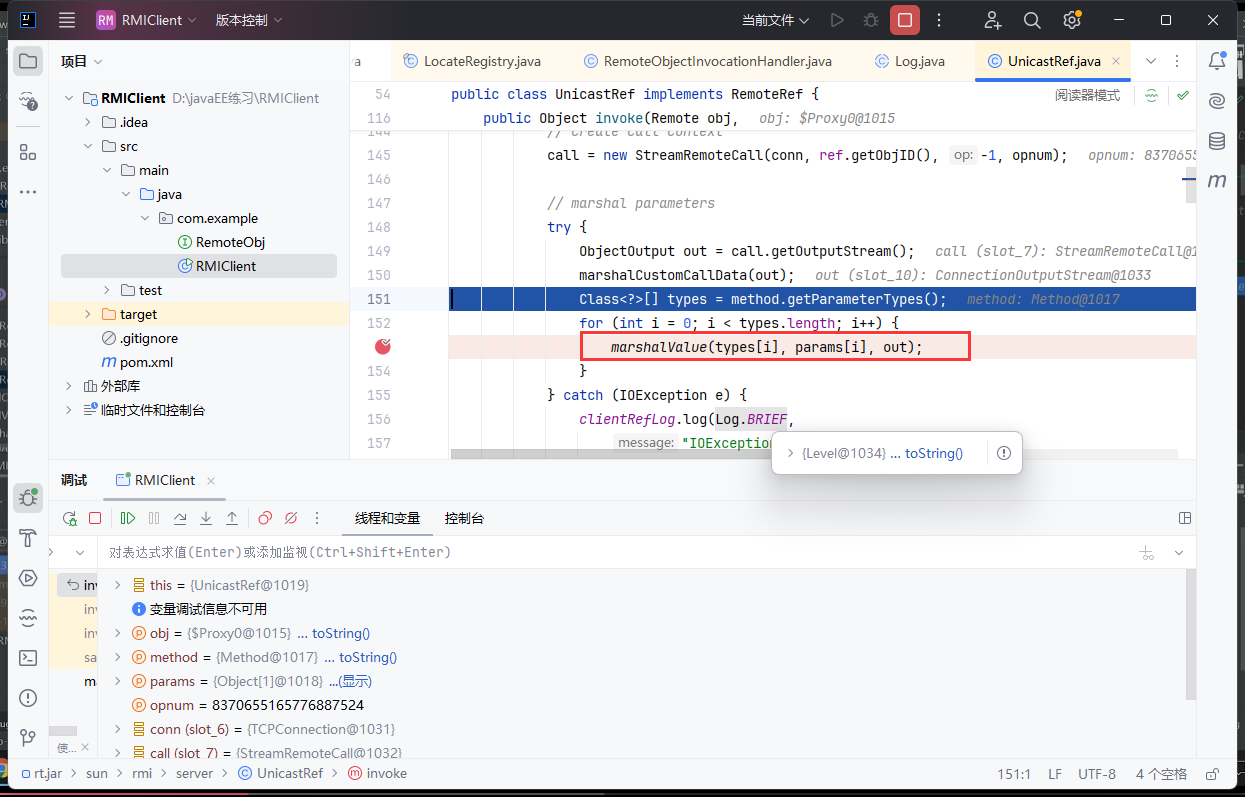 RM RMIClient 版本控制 当前文件
项目
LocateRegistry.java RemoteObjectInvocationHandler.java Log.java UnicastRef.java
阅读器模式
RMIClient D:\javaEE练习\RMIClient
.idea
src
main
java
com.example
RemoteObj
RMIClient
test
target
.gitignore
pom.xml
外部库
临时文件和控制台
54 public class UnicastRef implements RemoteRef {
116 public Object invoke(Remote obj, obj: $Proxy0@1015
144 // create call context
145 call = new StreamRemoteCall(conn, ref.getObjID(), op: -1, opnum); opnum: 8370655
146
147 // marshal parameters
148 try {
149 ObjectOutput out = call.getOutputStream(); call (slot_7): StreamRemoteCall@1
150 marshalCustomCallData(out); out (slot_10): ConnectionOutputStream@1033
151 Class<?>[] types = method.getParameterTypes(); method: Method@1017
152 for (int i = 0; i < types.length; i++) {
marshalValue(types[i], params[i], out);
154 }
155 } catch (IOException e) {
156 clientRefLog.log(Log.BRIEF,
157 message: "IOException
{Level@1034} ... toString()
调试 RMIClient
线程和变量 控制台
对表达式求值(Enter)或添加监视(Ctrl+Shift+Enter)
inv
inv
inv
sa
ma
使...
this = {UnicastRef@1019}
变量调试信息不可用
obj = {$Proxy0@1015} ... toString()
method = {Method@1017} ... toString()
params = {Object[1]@1018} ...(显示)
opnum = 8370655165776887524
conn (slot_6) = {TCPConnection@1031}
call (slot_7) = {StreamRemoteCall@1032}
rt.jar sun rmi server UnicastRef invoke 151:1 LF UTF-8 4 个空格